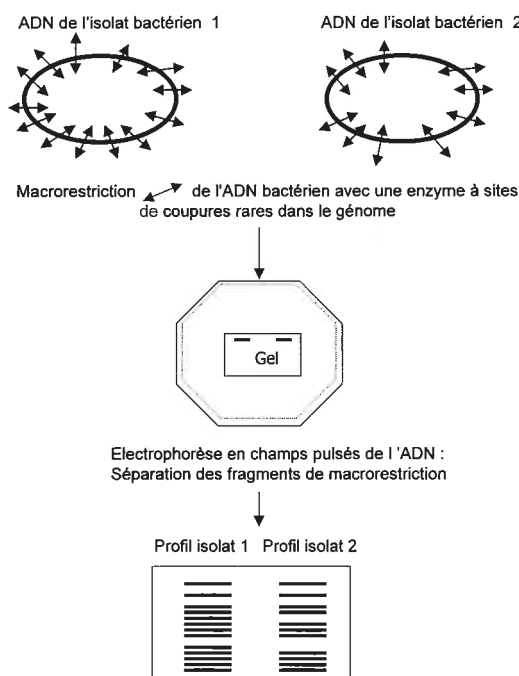 ADN de l'isolat bactérien 1
ADN de l'isolat bactérien 2
Macrorestriction de l'ADN bactérien avec une enzyme à sites
de coupures rares dans le génome
Gel
Electrophorèse en champs pulsés de l 'ADN :
Séparation des fragments de macrorestriction
Profil isolat 1 Profil isolat 2